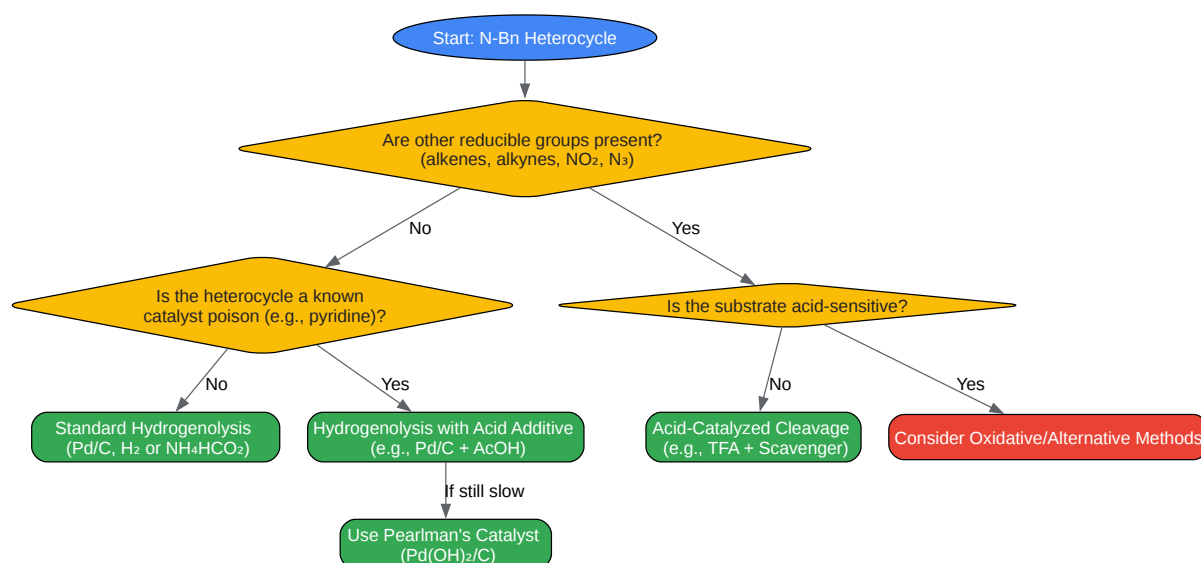 Start: N-Bn Heterocycle
Are other reducible groups present?
(alkenes, alkynes, NO₂, N₃)
No
Yes
Is the heterocycle a known
catalyst poison (e.g., pyridine)?
Is the substrate acid-sensitive?
No
Yes
No
Yes
Standard Hydrogenolysis
(Pd/C, H₂ or NH₄HCO₂)
Hydrogenolysis with Acid Additive
(e.g., Pd/C + AcOH)
Acid-Catalyzed Cleavage
(e.g., TFA + Scavenger)
Consider Oxidative/Alternative Methods
If still slow
Use Pearlman's Catalyst
(Pd(OH)₂/C)